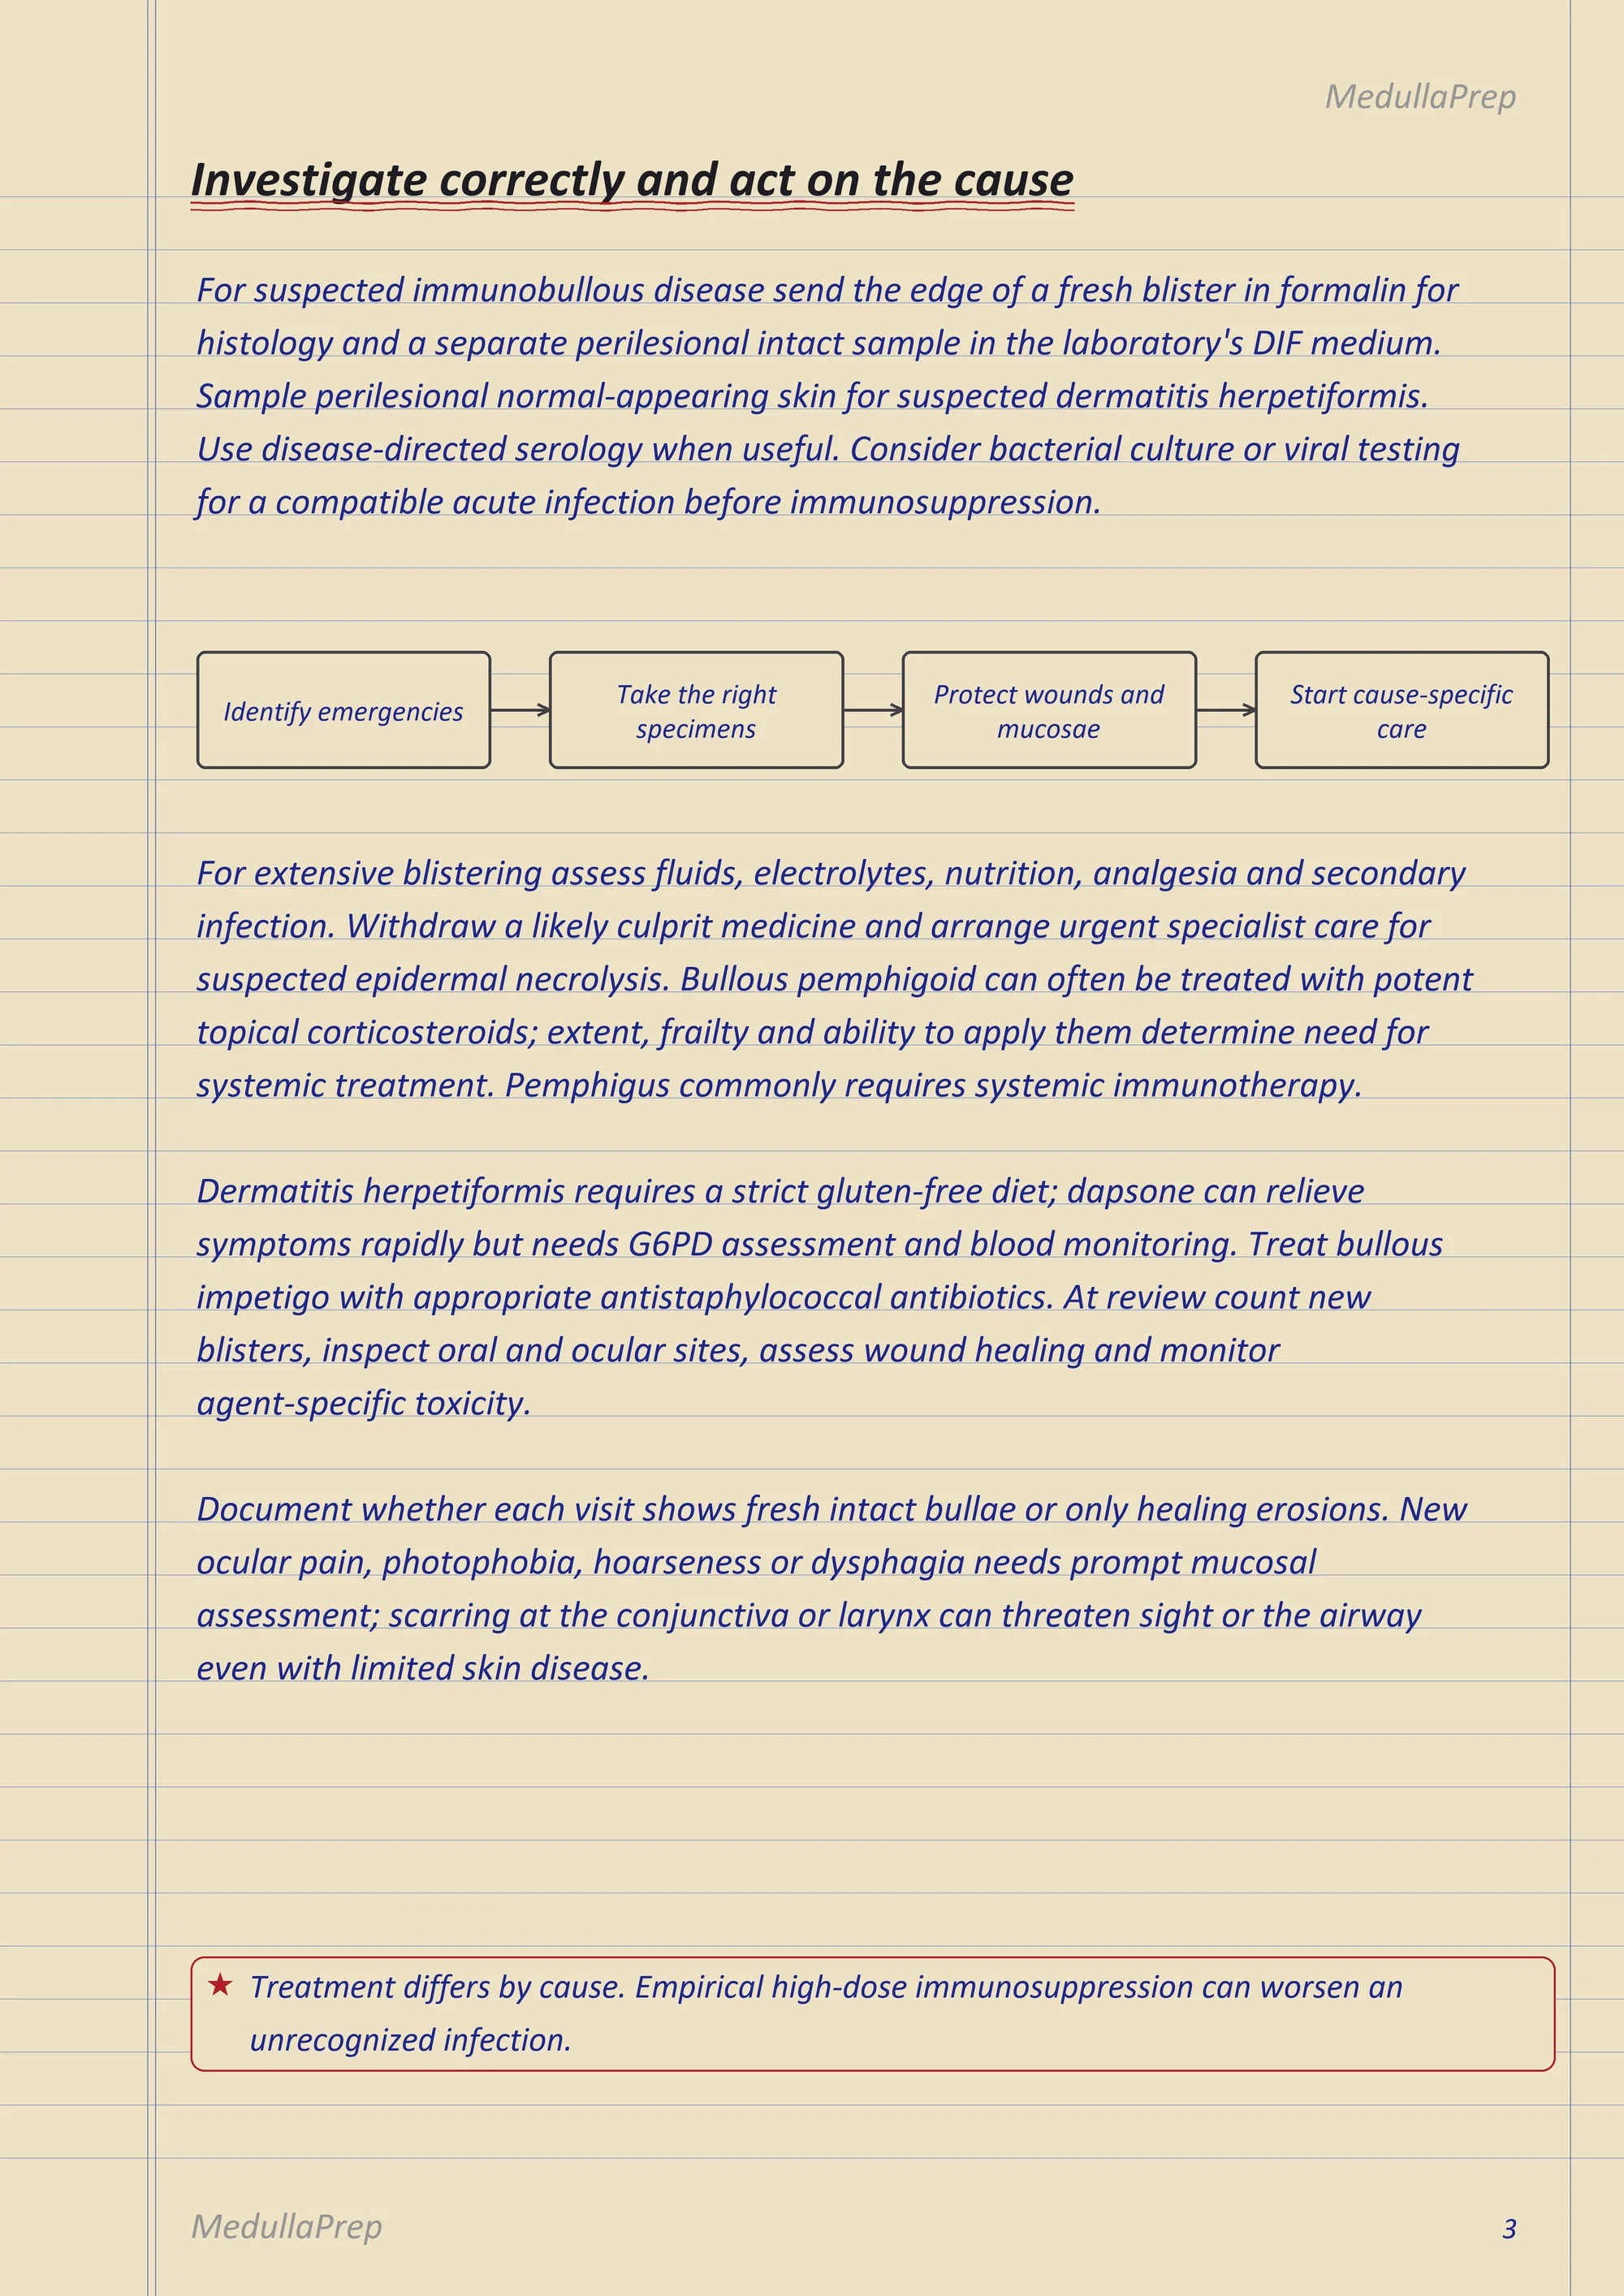 MedullaPrep
Investigate correctly and act on the cause
For suspected immunobullous disease send the edge of a fresh blister in formalin for
histology and a separate perilesional intact sample in the laboratory's DIF medium.
Sample perilesional normal-appearing skin for suspected dermatitis herpetiformis.
Use disease-directed serology when useful. Consider bacterial culture or viral testing
for a compatible acute infection before immunosuppression.
Identify emergencies
Take the right
specimens
Protect wounds and
mucosae
Start cause-specific
care
For extensive blistering assess fluids, electrolytes, nutrition, analgesia and secondary
infection. Withdraw a likely culprit medicine and arrange urgent specialist care for
suspected epidermal necrolysis. Bullous pemphigoid can often be treated with potent
topical corticosteroids; extent, frailty and ability to apply them determine need for
systemic treatment. Pemphigus commonly requires systemic immunotherapy.
Dermatitis herpetiformis requires a strict gluten-free diet; dapsone can relieve
symptoms rapidly but needs G6PD assessment and blood monitoring. Treat bullous
impetigo with appropriate antistaphylococcal antibiotics. At review count new
blisters, inspect oral and ocular sites, assess wound healing and monitor
agent-specific toxicity.
Document whether each visit shows fresh intact bullae or only healing erosions. New
ocular pain, photophobia, hoarseness or dysphagia needs prompt mucosal
assessment; scarring at the conjunctiva or larynx can threaten sight or the airway
even with limited skin disease.
★ Treatment differs by cause. Empirical high-dose immunosuppression can worsen an
unrecognized infection.
MedullaPrep
3